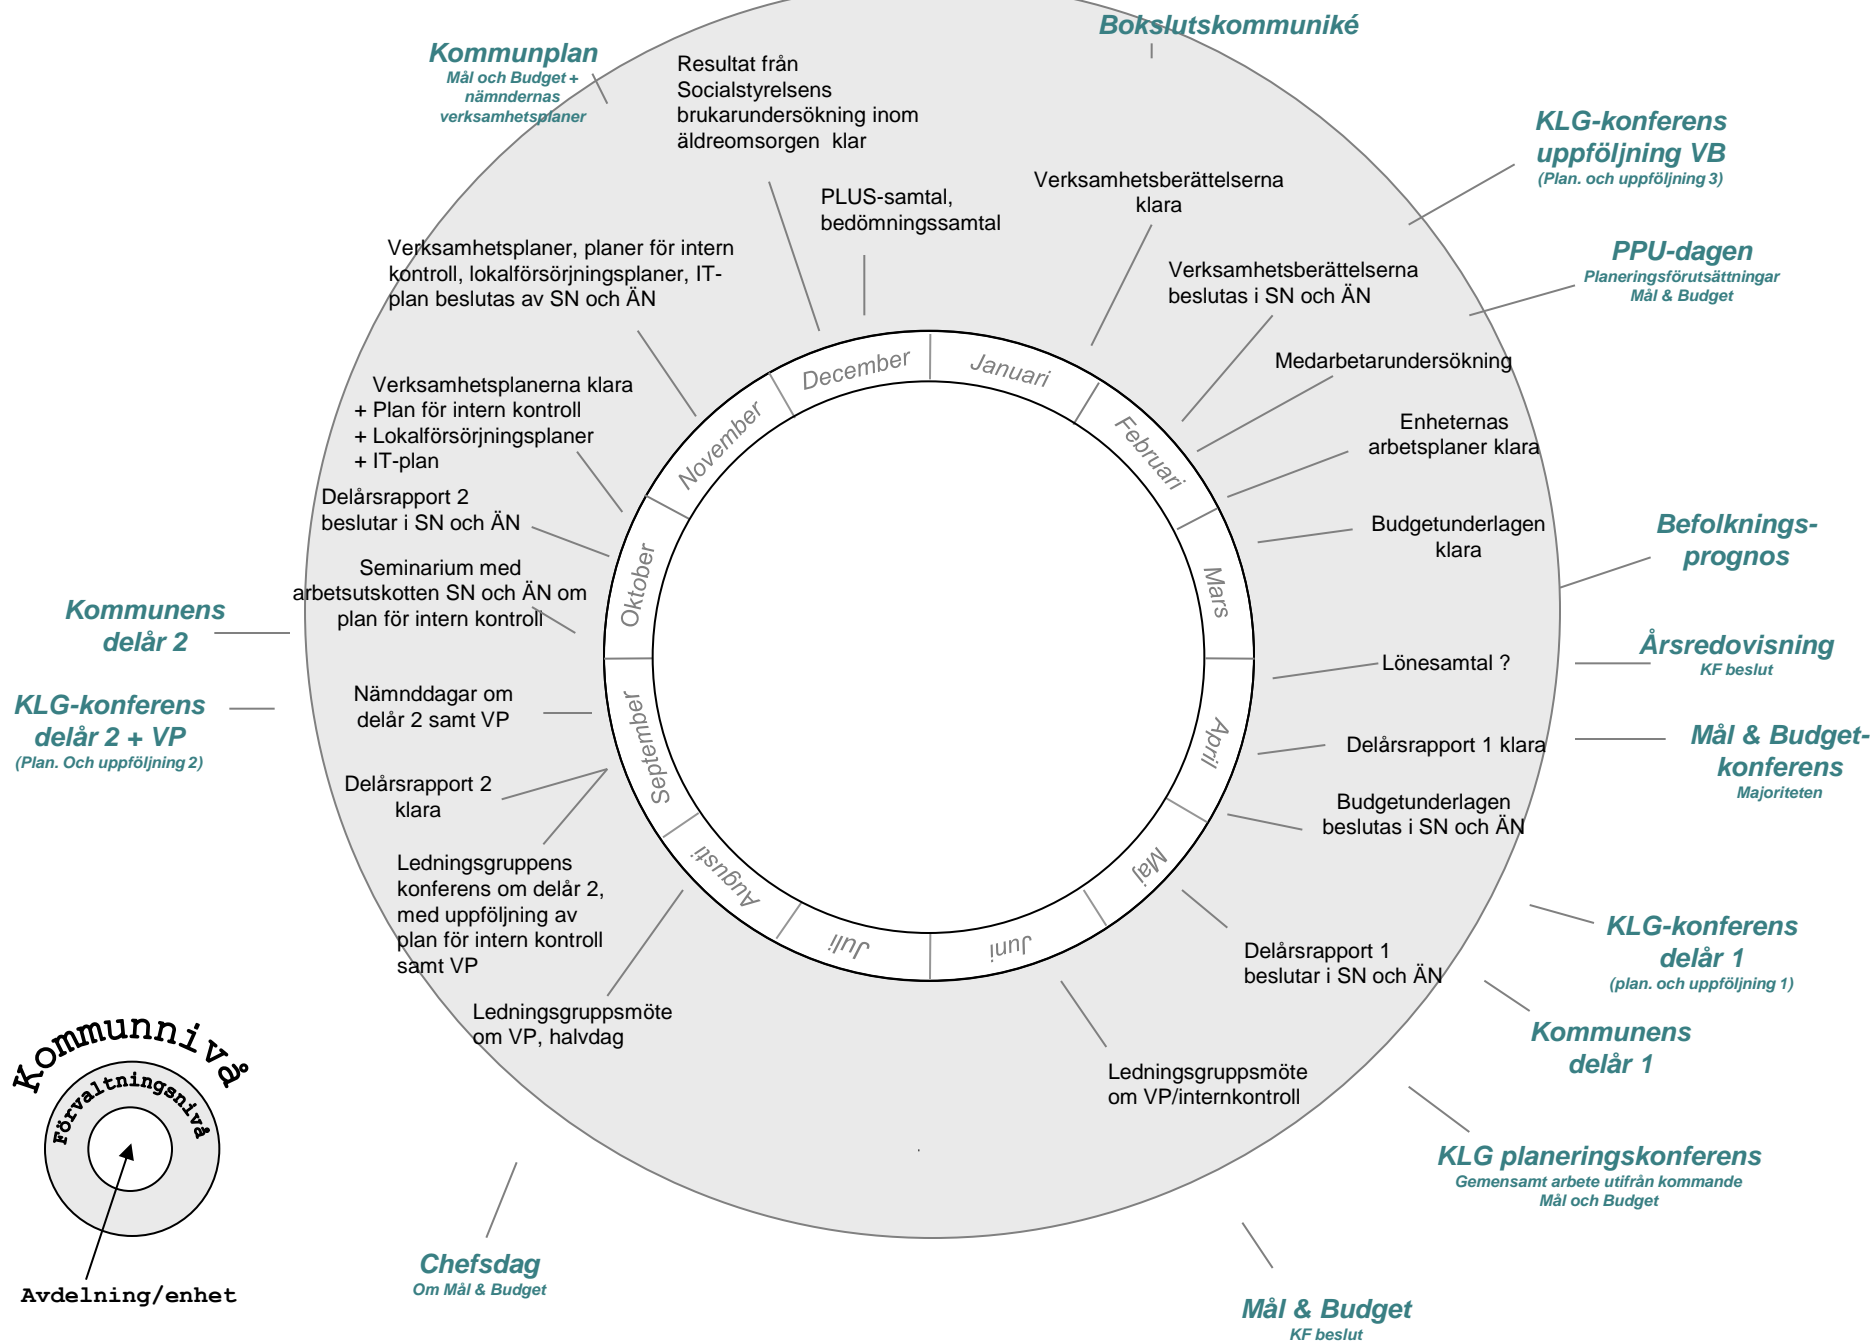 Bokslutskommuniké
Kommunplan
Mål och Budget +
nämndernas
verksamhetsplaner
Resultat från
Socialstyrelsens
brukarundersökning inom
äldreomsorgen  klar
PLUS-samtal,
bedömningssamtal
Verksamhetsberättelserna
klara
KLG-konferens
uppföljning VB
(Plan. och uppföljning 3)
Verksamhetsplaner, planer för intern
kontroll, lokalförsörjningsplaner, IT-
plan beslutas av SN och ÄN
Verksamhetsberättelserna
beslutas i SN och ÄN
PPU-dagen
Planeringsförutsättningar
Mål & Budget
Medarbetarundersökning
Verksamhetsplanerna klara
+ Plan för intern kontroll
+ Lokalförsörjningsplaner
+ IT-plan
Enheternas
arbetsplaner klara
Delårsrapport 2
beslutar i SN och ÄN
Budgetunderlagen
klara
Befolknings-
prognos
Seminarium med
arbetsutskotten SN och ÄN om
plan för intern kontroll
Kommunens
delår 2
Lönesamtal ?
Årsredovisning
KF beslut
KLG-konferens
delår 2 + VP
(Plan. Och uppföljning 2)
Nämnddagar om
delår 2 samt VP
Delårsrapport 1 klara
Mål & Budget-
konferens
Majoriteten
Delårsrapport 2
klara
Budgetunderlagen
beslutas i SN och ÄN
Ledningsgruppens
konferens om delår 2,
med uppföljning av
plan för intern kontroll
samt VP
Delårsrapport 1
beslutar i SN och ÄN
KLG-konferens
delår 1
(plan. och uppföljning 1)
Ledningsgruppsmöte
om VP, halvdag
Kommunens
delår 1
Ledningsgruppsmöte
om VP/internkontroll
KLG planeringskonferens
Gemensamt arbete utifrån kommande
Mål och Budget
Chefsdag
Om Mål & Budget
Mål & Budget
KF beslut
Januari
Februari
Mars
April
Maj
Juni
Juli
Augusti
September
Oktober
November
December
Kommunnivå
Förvaltningsnivå
Avdelning/enhet